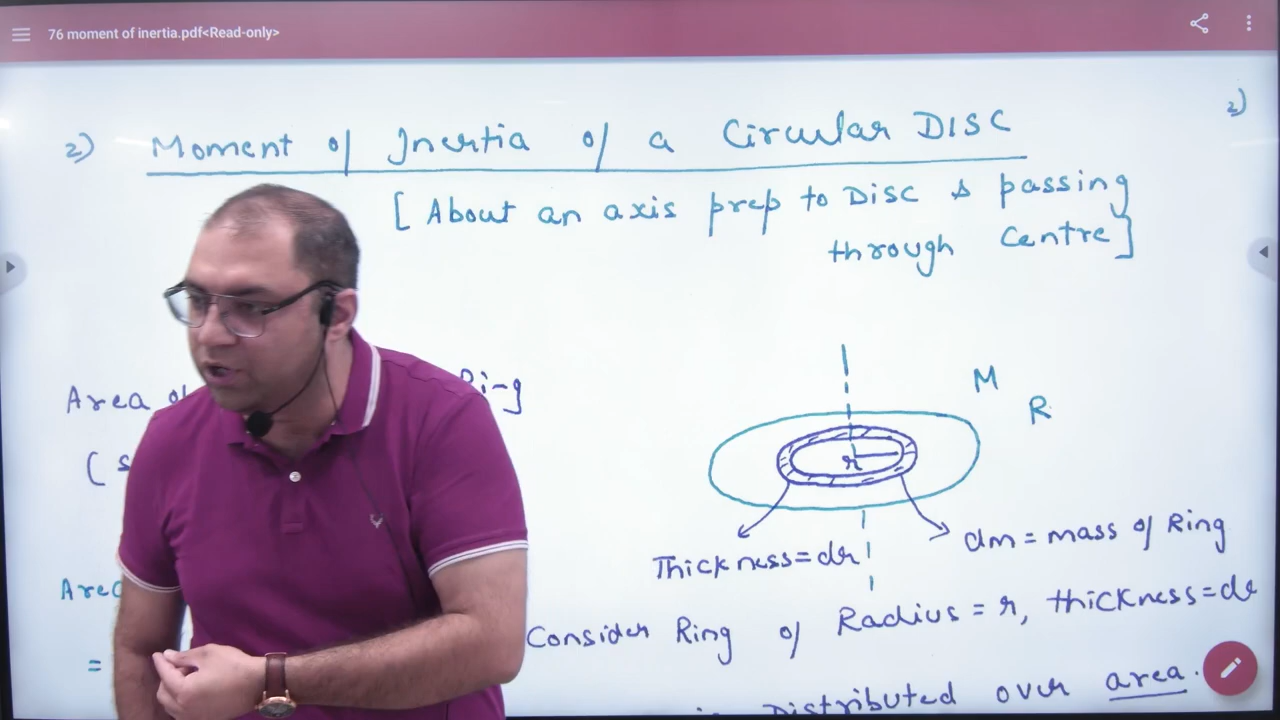 76 moment of inertia.pdf<Read-only>
2)
2) Moment of Inertia of a Circular DISC
[About an axis prep to Disc & passing
through Centre]
Area Ring
M
R
(
r
Thickness=dr
dm = mass of Ring
Area
Consider Ring of Radius = r, thickness=dr
=
Distributed over area.